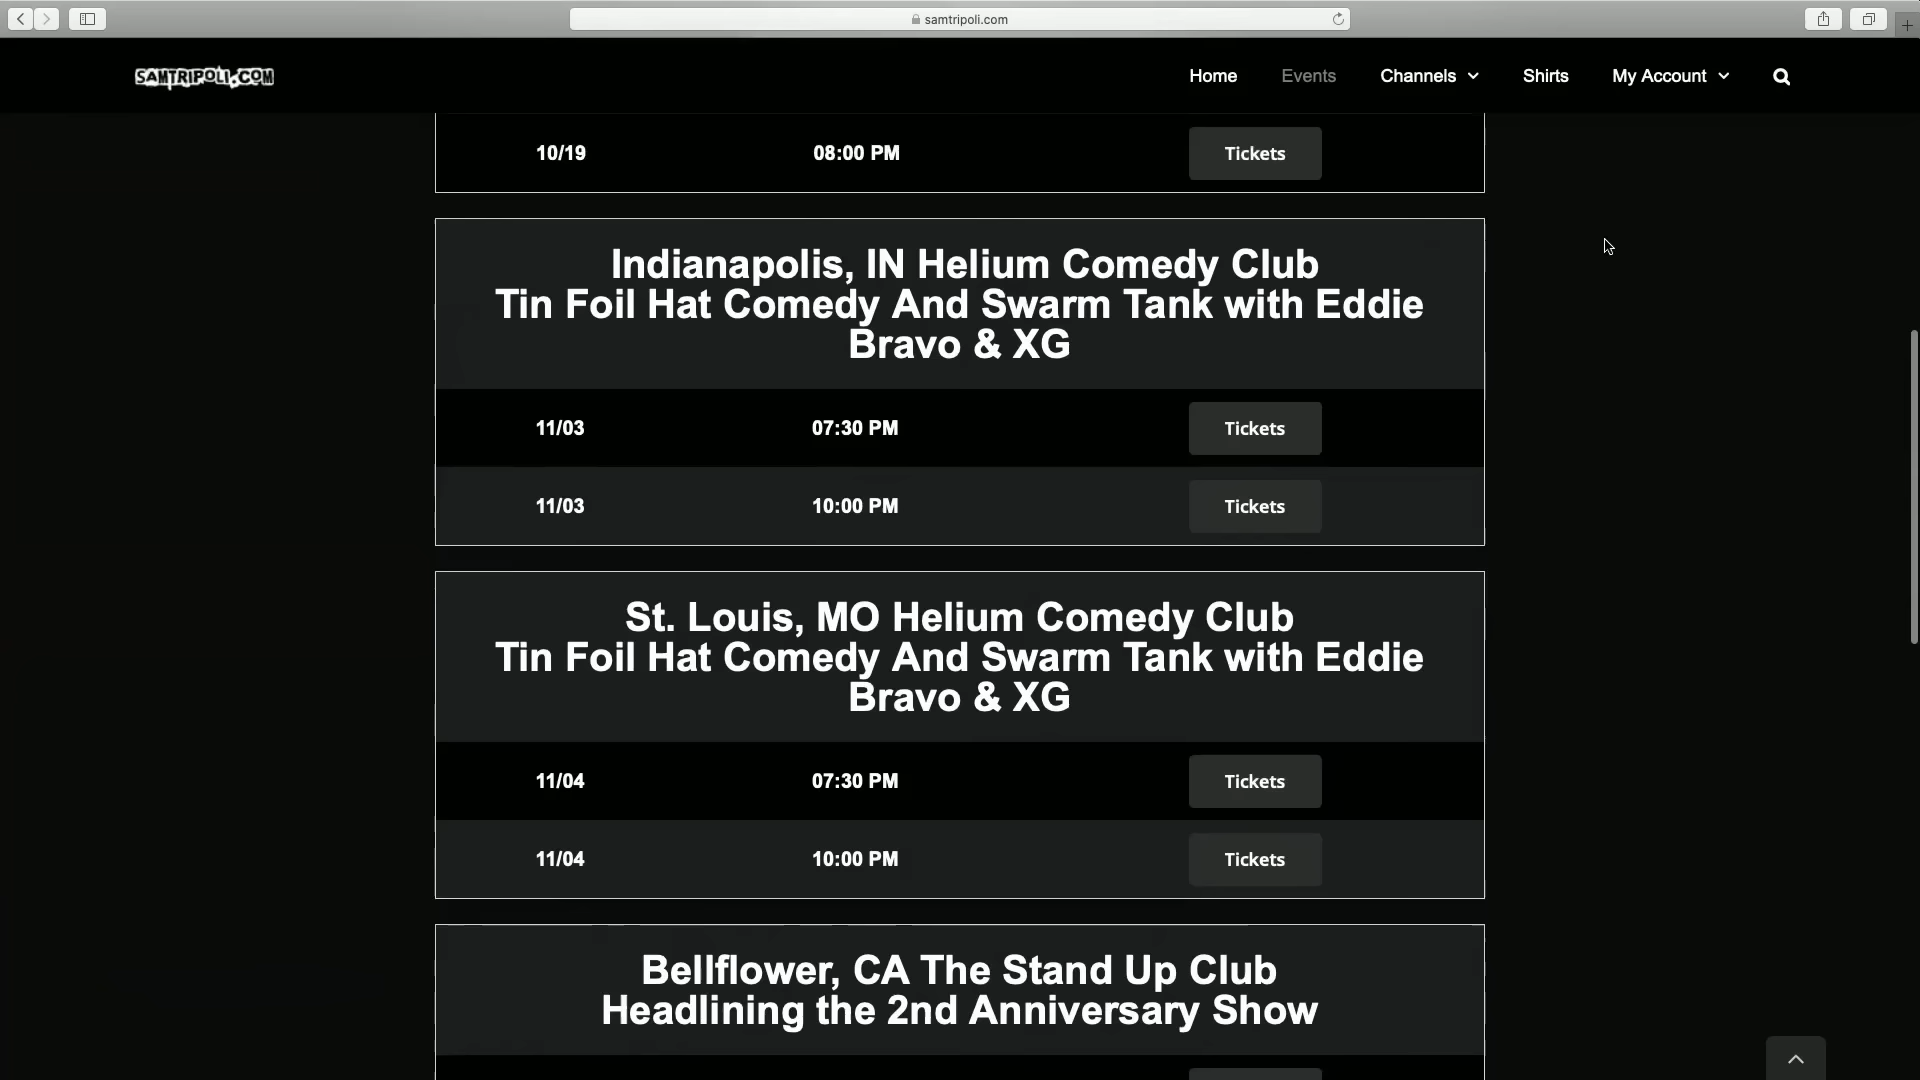 samtripoli.com
SAMTRIPOLI.COM
Home
Events
Channels
Shirts
My Account
10/19 08:00 PM Tickets
Indianapolis, IN Helium Comedy Club
Tin Foil Hat Comedy And Swarm Tank with Eddie
Bravo & XG
11/03 07:30 PM Tickets
11/03 10:00 PM Tickets
St. Louis, MO Helium Comedy Club
Tin Foil Hat Comedy And Swarm Tank with Eddie
Bravo & XG
11/04 07:30 PM Tickets
11/04 10:00 PM Tickets
Bellflower, CA The Stand Up Club
Headlining the 2nd Anniversary Show